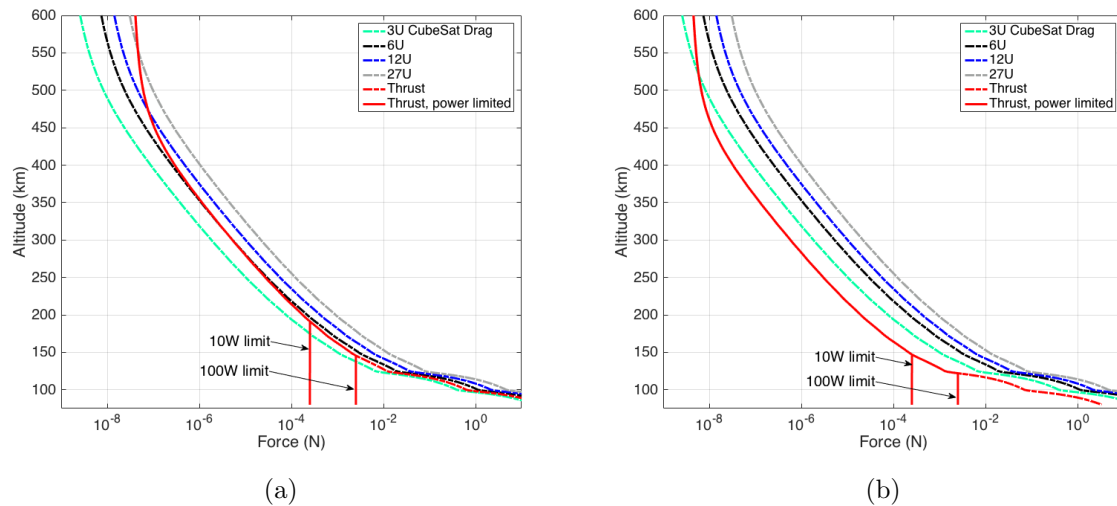 600
550
500
450
400
350
300
250
200
150
100
Altitude (km)
10^-8
10^-6
10^-4
10^-2
10^0
Force (N)
3U CubeSat Drag
6U
12U
27U
Thrust
Thrust, power limited
10W limit
100W limit
(a)
600
550
500
450
400
350
300
250
200
150
100
Altitude (km)
10^-8
10^-6
10^-4
10^-2
10^0
Force (N)
3U CubeSat Drag
6U
12U
27U
Thrust
Thrust, power limited
10W limit
100W limit
(b)